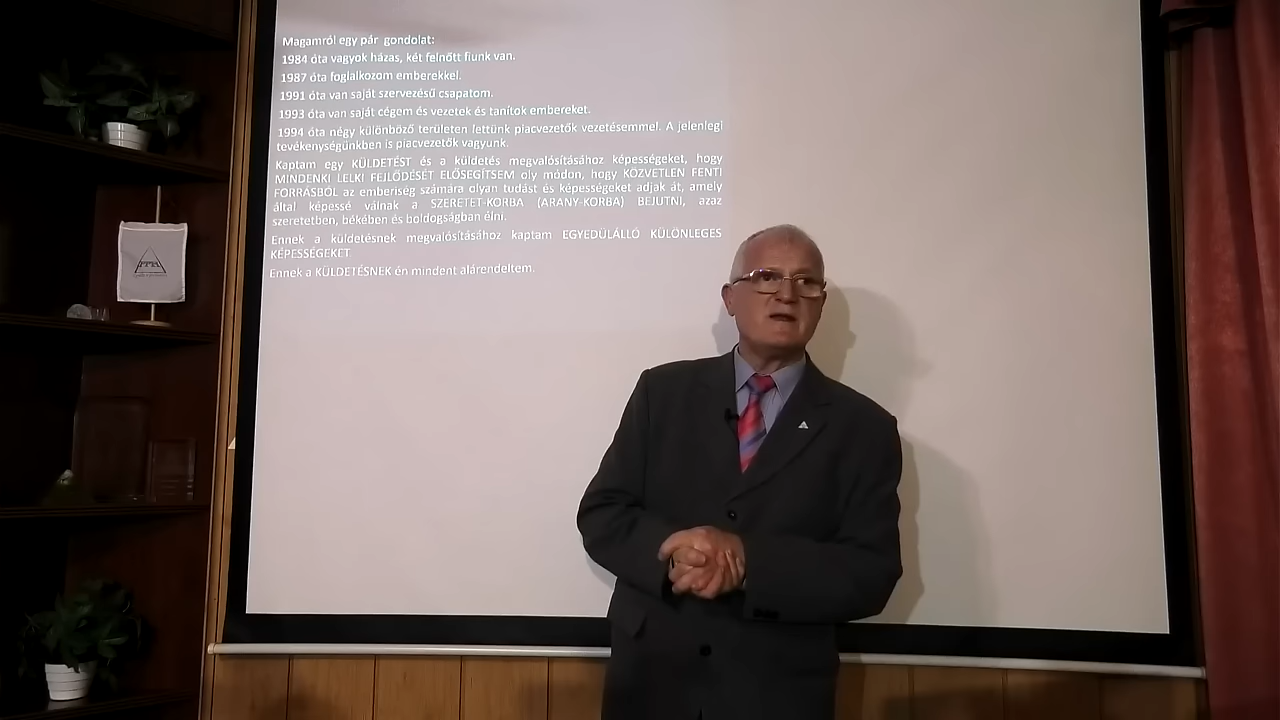 Magamról egy pár gondolat:
1984 óta vagyok házas, két felnőtt fiunk van.
1987 óta foglalkozom emberekkel.
1991 óta van saját szervezésű csapatom.
1993 óta van saját cégem és vezetek és tanítok embereket.
1994 óta négy különböző területen lettünk piacvezetők vezetésemmel. A jelenlegi
tevékenységünkben is piacvezetők vagyunk.
Kaptam egy KÜLDETÉST és a küldetés megvalósításához képességeket, hogy
MINDENKI LELKI FEJLŐDÉSÉT ELŐSEGÍTSEM oly módon, hogy KÖZVETLEN FENTI
FORRÁSBÓL az emberiség számára olyan tudást és képességeket adjak át, amely
által képessé válnak a SZERETET-KORBA (ARANY-KORBA) BEJUTNI, azaz
szeretetben, békében és boldogságban élni.
Ennek a küldetésnek megvalósításához kaptam EGYEDÜLÁLLÓ KÜLÖNLEGES
KÉPESSÉGEKET
Ennek a KÜLDETÉSNEK én mindent alárendeltem.